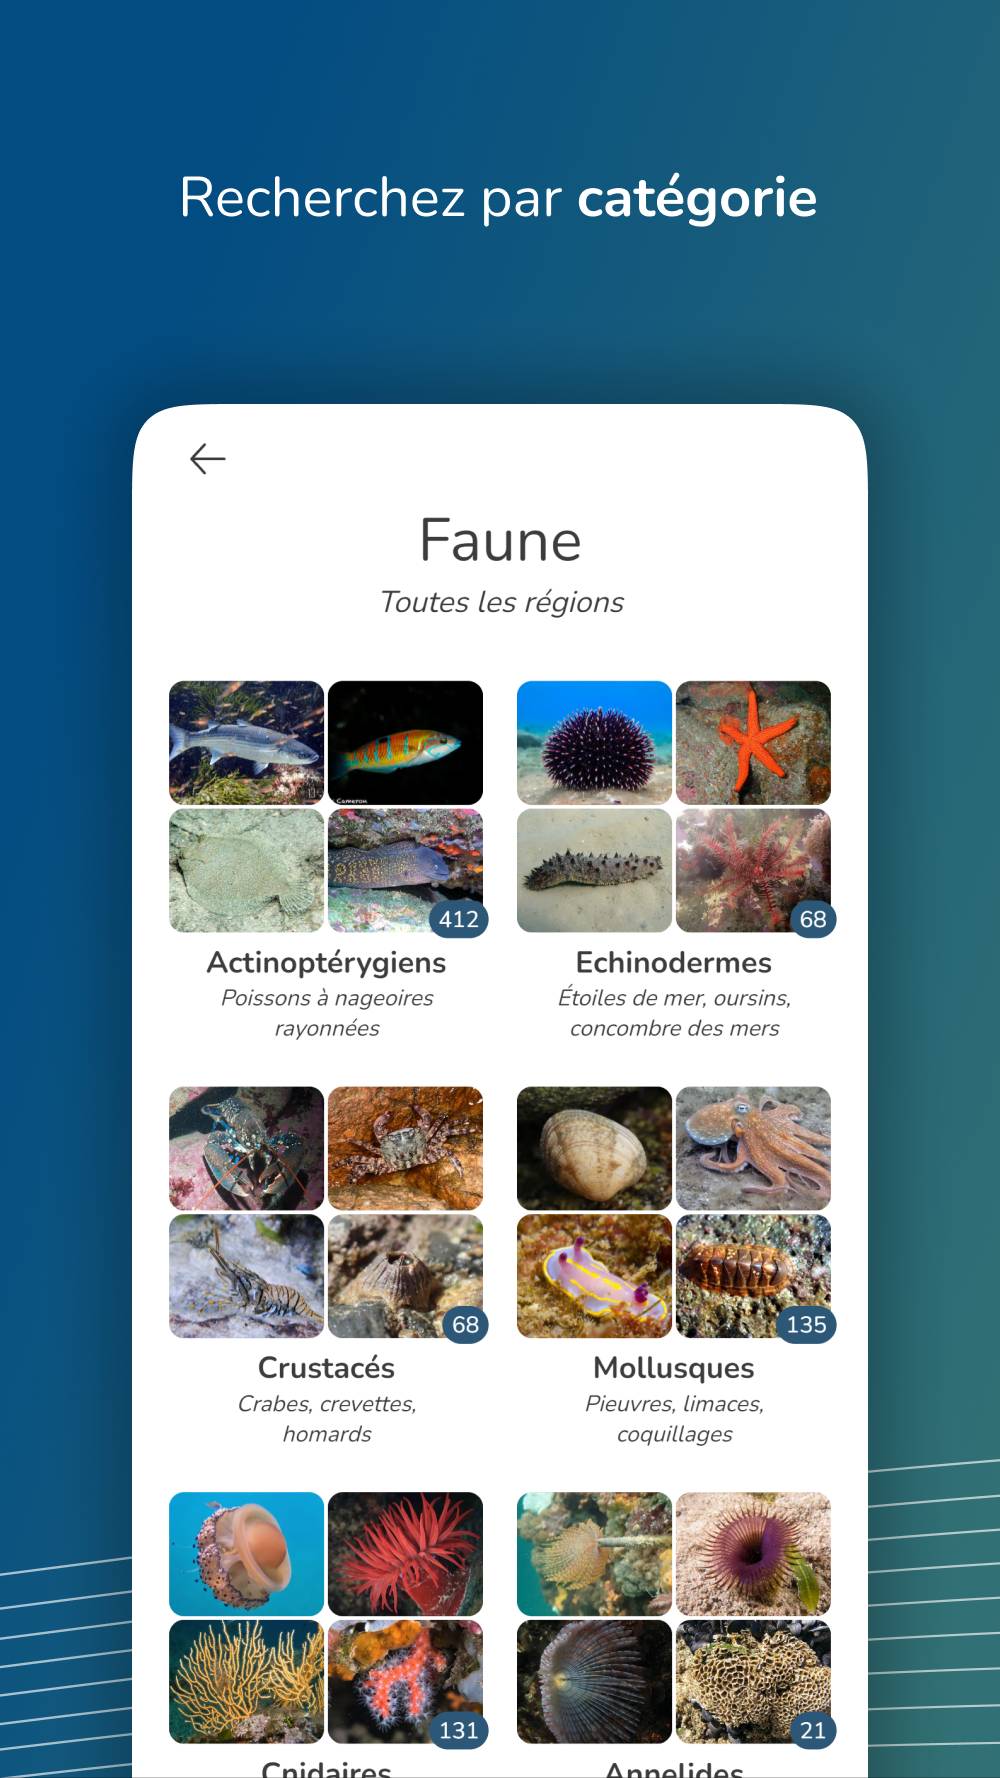 Recherchez par catégorie
Faune
Toutes les régions
Cameron
412
68
Actinoptérygiens
Poissons à nageoires
rayonnées
Echinodermes
Étoiles de mer, oursins,
concombre des mers
68
135
Crustacés
Crabes, crevettes,
homards
Mollusques
Pieuvres, limaces,
coquillages
131
21
Cnidaires
Annelides